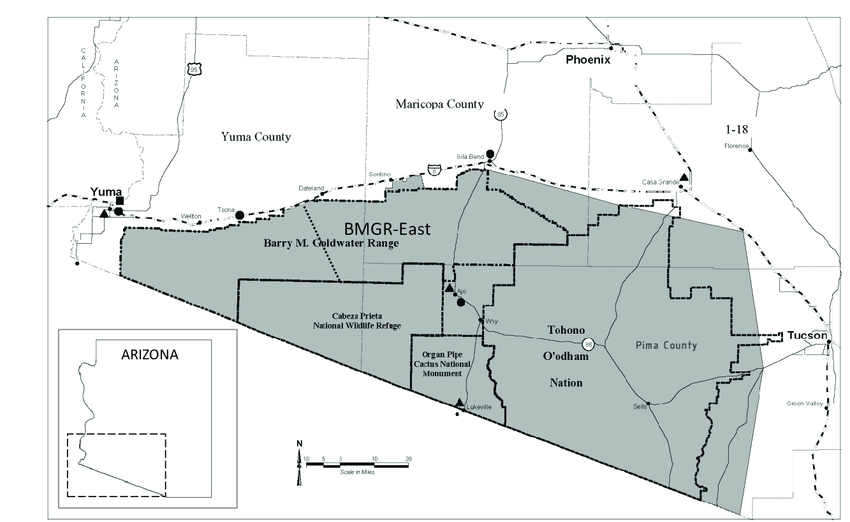 CALIFORNIA
ARIZONA
95
Phoenix
Maricopa County
85
Yuma County
1-18
Florence
Gila Bend
8
Sentinel
Casa Grande
Dateland
Yuma
Tacna
Wellton
BMGR-East
Barry M. Goldwater Range
Ajo
Cabeza Prieta
National Wildlife Refuge
Why
Tohono
O'odham
Nation
86
Pima County
Tucson
Organ Pipe
Cactus National
Monument
ARIZONA
Lukeville
Sells
Green Valley
N
10 5 0 10 20
Scale in Miles